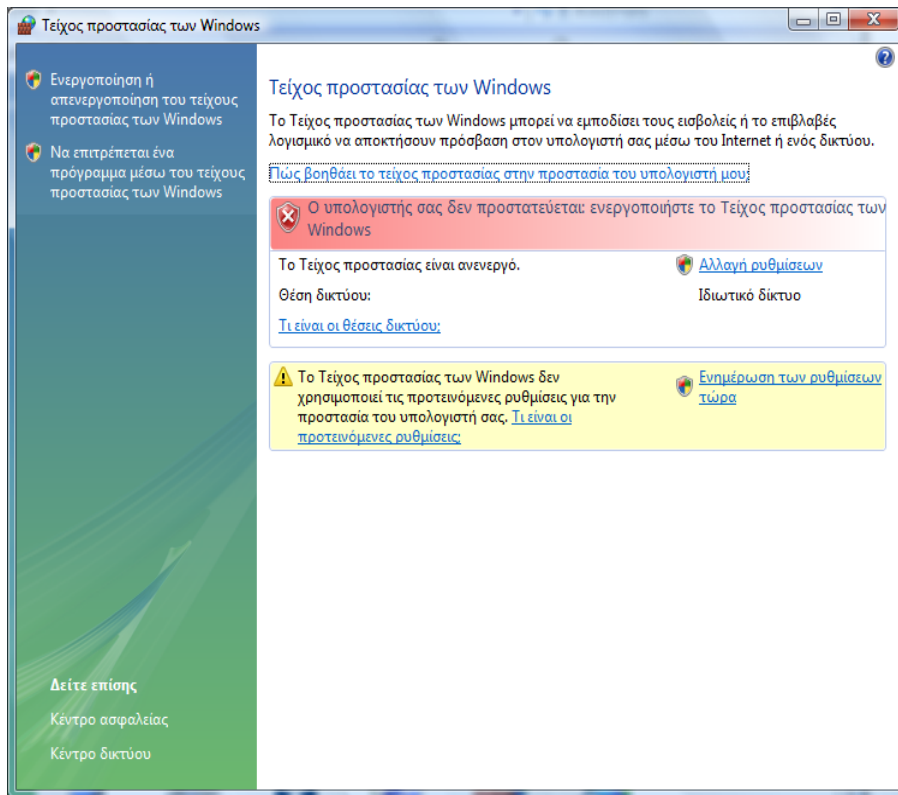 Τείχος προστασίας των Windows
Ενεργοποίηση ή
απενεργοποίηση του τείχους
προστασίας των Windows
Να επιτρέπεται ένα
πρόγραμμα μέσω του τείχους
προστασίας των Windows
Δείτε επίσης
Κέντρο ασφαλείας
Κέντρο δικτύου
Τείχος προστασίας των Windows
Το Τείχος προστασίας των Windows μπορεί να εμποδίσει τους εισβολείς ή το επιβλαβές
λογισμικό να αποκτήσουν πρόσβαση στον υπολογιστή σας μέσω του Internet ή ενός δικτύου.
Πώς βοηθάει το τείχος προστασίας στην προστασία του υπολογιστή μου;
Ο υπολογιστής σας δεν προστατεύεται: ενεργοποιήστε το Τείχος προστασίας των
Windows
Το Τείχος προστασίας είναι ανενεργό.
Αλλαγή ρυθμίσεων
Θέση δικτύου:
Ιδιωτικό δίκτυο
Τι είναι οι θέσεις δικτύου;
Το Τείχος προστασίας των Windows δεν
χρησιμοποιεί τις προτεινόμενες ρυθμίσεις για την
προστασία του υπολογιστή σας. Τι είναι οι
προτεινόμενες ρυθμίσεις;
Ενημέρωση των ρυθμίσεων
τώρα